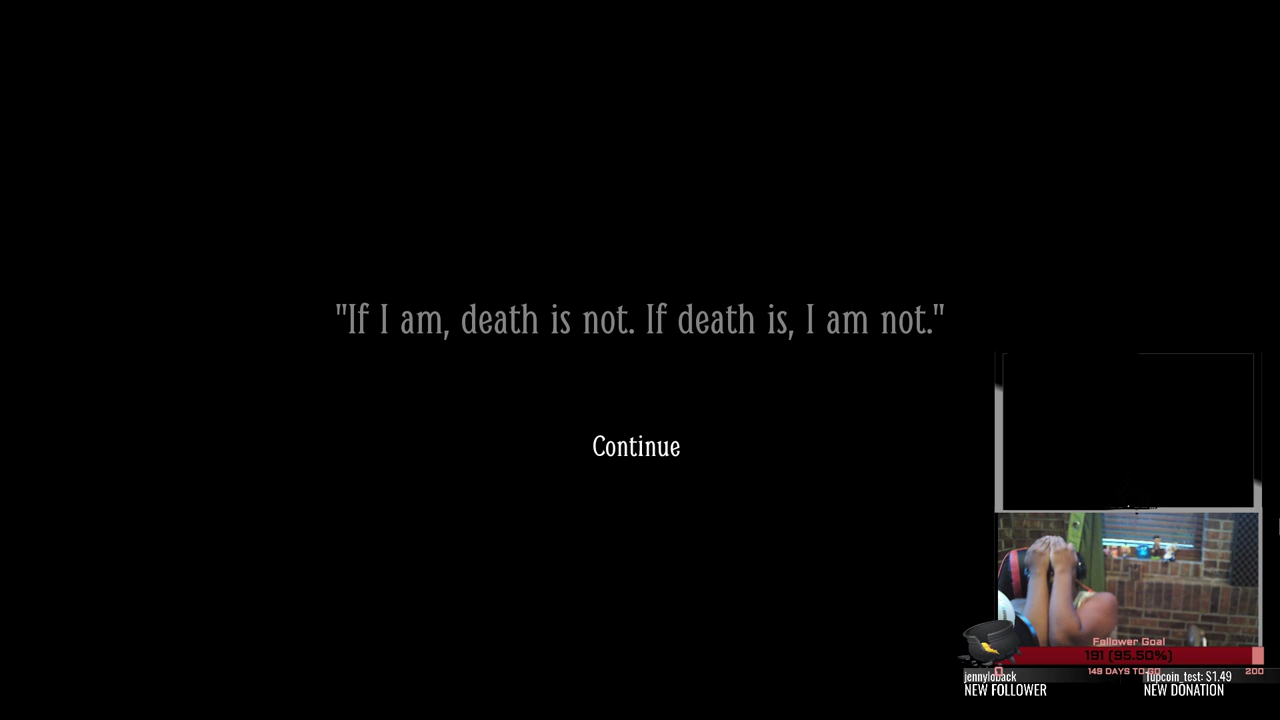 "If I am, death is not. If death is, I am not."
Continue
Follower Goal
191 (95.50%)
0
149 DAYS TO GO
200
jennyloback
NEW FOLLOWER
Tupcoin_test: $1.49
NEW DONATION